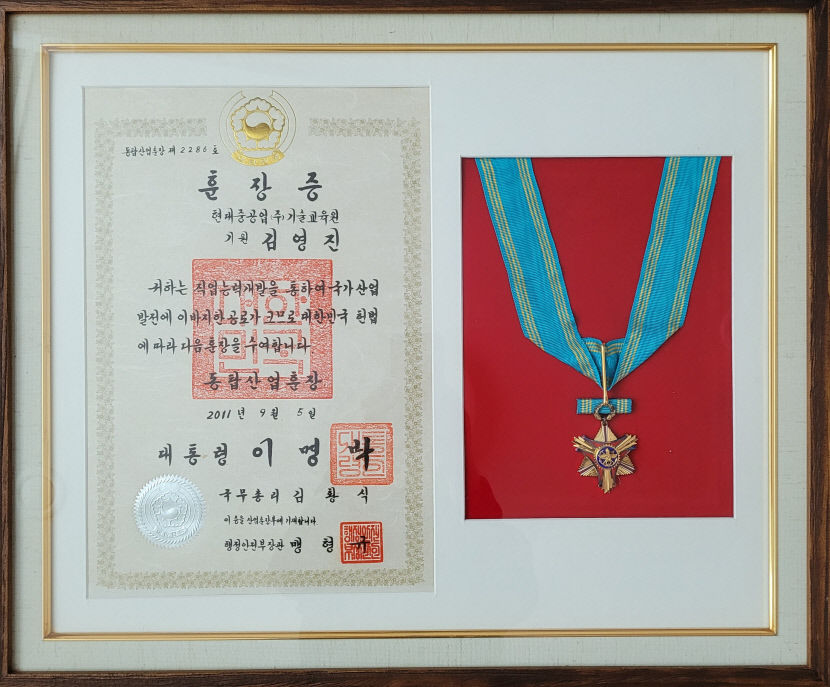 동탑산업훈장 제 2286 호
훈장증
현대중공업(주)기술교육원
기원 김영진
귀하는 직업능력개발을 통하여 국가산업
발전에 이바지한 공로가 크므로 대한민국 헌법
에 따라 다음 훈장을 수여합니다
동탑산업훈장
2011 년 9 월 5 일
대통령 이명박
국무총리 김황식
이 증을 산업훈장부에 기재합니다
행정안전부장관 맹형규